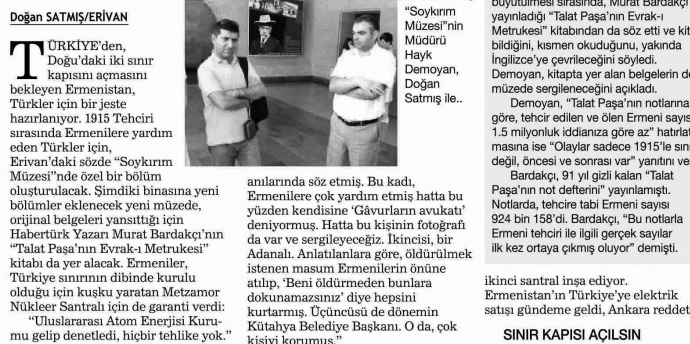 Doğan SATMIŞ/ERİVAN
TÜRKİYE’den,
Doğu’daki iki sınır
kapısını açmasını
bekleyen Ermenistan,
Türkler için bir jeste
hazırlanıyor. 1915 Tehciri
sırasında Ermenilere yardım
eden Türkler için,
Erivan’daki sözde “Soykırım
Müzesi”nde özel bir bölüm
oluşturulacak. Şimdiki binasına yeni
bölümler eklenecek yeni müzede,
orijinal belgeleri yansıttığı için
Habertürk Yazarı Murat Bardakçı’nın
“Talat Paşa’nın Evrak-ı Metrukesi”
kitabı da yer alacak. Ermeniler,
Türkiye sınırının dibinde kurulu
olduğu için kuşku yaratan Metzamor
Nükleer Santralı için de garanti verdi:
“Uluslararası Atom Enerjisi Kuru-
mu gelip denetledi, hiçbir tehlike yok.”
“Soykırım
Müzesi”nin
Müdürü
Hayk
Demoyan,
Doğan
Satmış ile..
anılarında söz etmiş. Bu kadı,
Ermenilere çok yardım etmiş hatta bu
yüzden kendisine ‘Gâvurların avukatı’
deniyormuş. Hatta bu kişinin fotoğrafı
da var ve sergileyeceğiz. İkincisi, bir
Adanalı. Anlatılanlara göre, öldürülmek
istenen masum Ermenilerin önüne
atılıp, ‘Beni öldürmeden bunlara
dokunamazsınız’ diye hepsini
kurtarmış. Üçüncüsü de dönemin
Kütahya Belediye Başkanı. O da, çok
kişiyi korumuş.”
büyütülmesi sırasında, Murat Bardakçı’
yayınladığı “Talat Paşa’nın Evrak-ı
Metrukesi” kitabından da söz etti ve kit
bildiğini, kısmen okuduğunu, yakında
İngilizce’ye çevrileceğini söyledi.
Demoyan, kitapta yer alan belgelerin de
müzede sergileneceğini açıkladı.
Demoyan, “Talat Paşa’nın notlarına
göre, tehcir edilen ve ölen Ermeni sayıs
1.5 milyonluk iddianıza göre az” hatırlat
masına ise “Olaylar sadece 1915’le sını
değil, öncesi ve sonrası var” yanıtını ve
Bardakçı, 91 yıl gizli kalan “Talat
Paşa’nın not defterini” yayınlamıştı.
Notlarda, tehcire tabi Ermeni sayısı
924 bin 158’di. Bardakçı, “Bu notlarla
Ermeni tehciri ile ilgili gerçek sayılar
ilk kez ortaya çıkmış oluyor” demişti.
ikinci santral inşa ediyor.
Ermenistan’ın Türkiye’ye elektrik
satışı gündeme geldi, Ankara reddet
SINIR KAPISI AÇILSIN